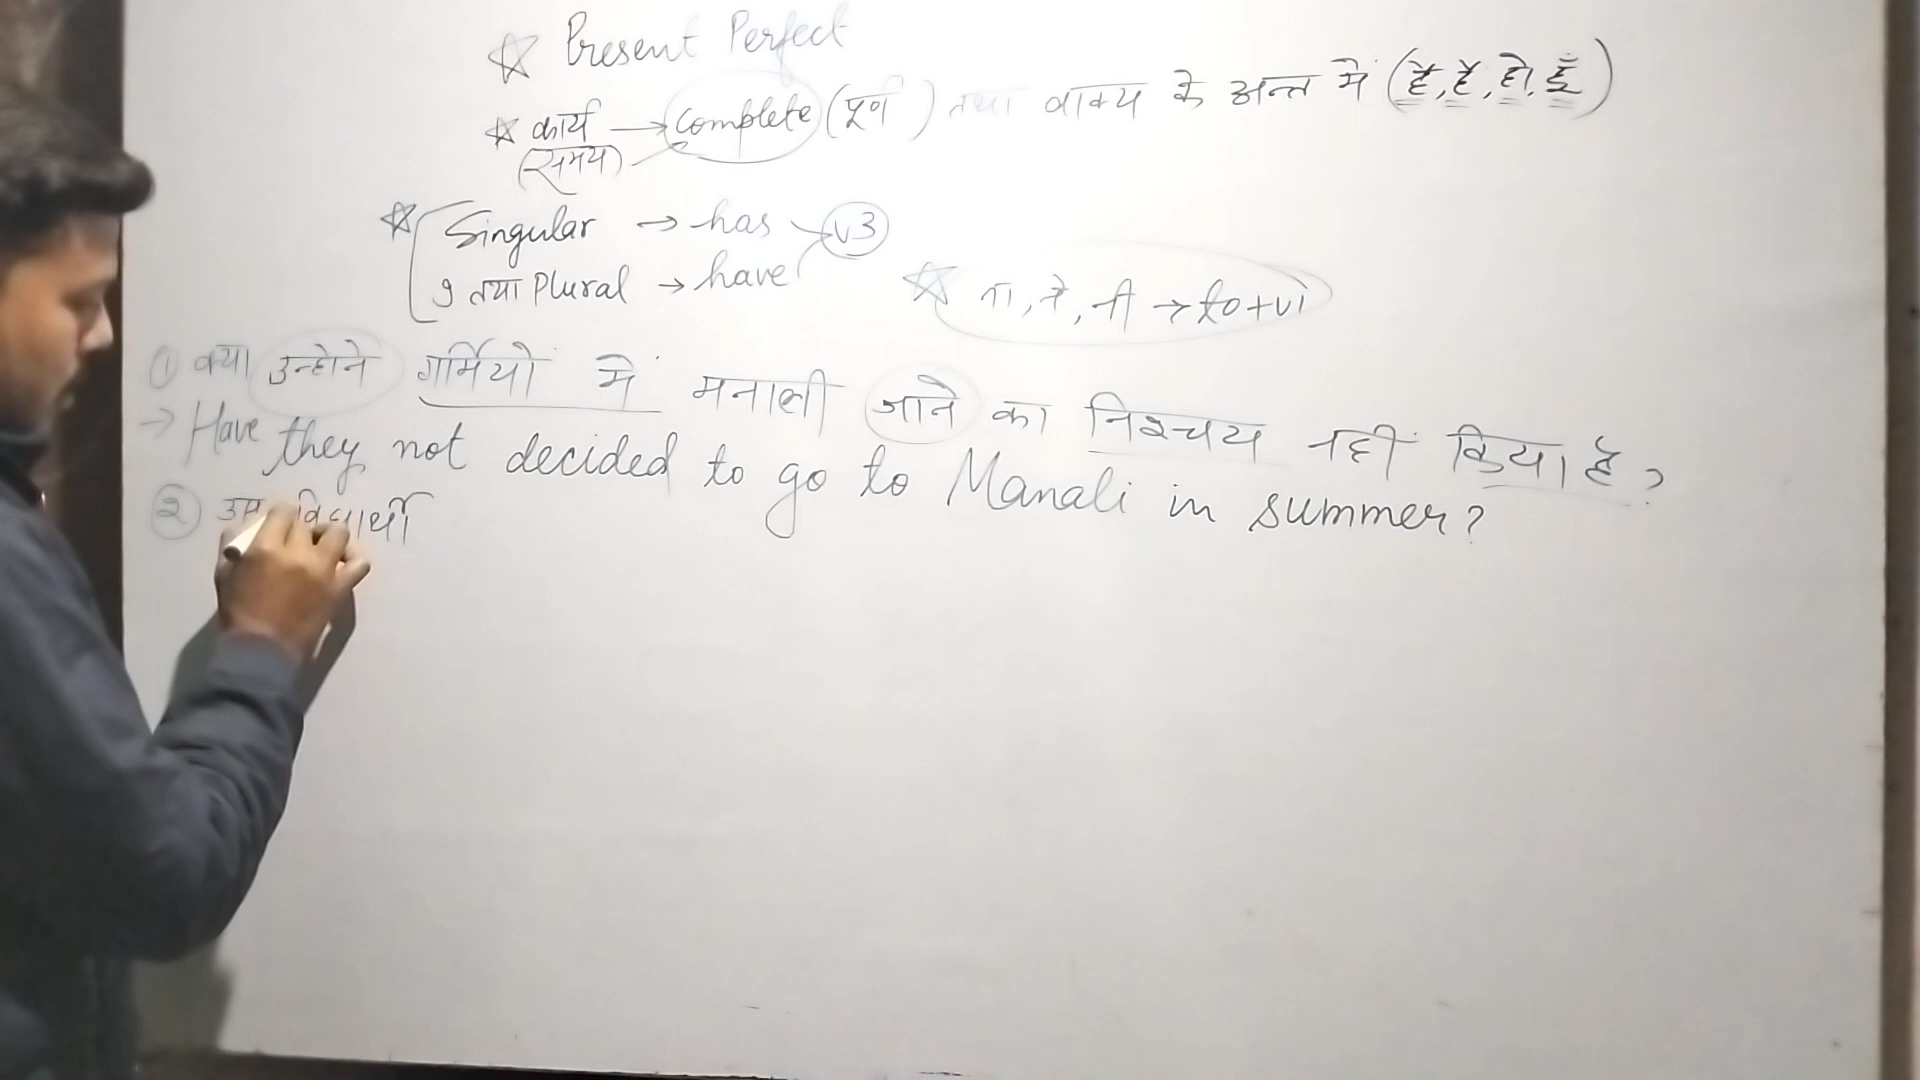 ☆ Present Perfect
☆ कार्य → Complete (पूर्ण) तथा वाक्य के अन्त में (है, हैं, हो, हूँ)
(समय)
☆ Singular → has v3
I तथा Plural → have
☆ ना, ने, नी → to+v1
① क्या उन्होने गर्मियों में मनाली जाने का निश्चय नहीं किया है?
→ Have they not decided to go to Manali in summer?
② उस विद्यार्थी